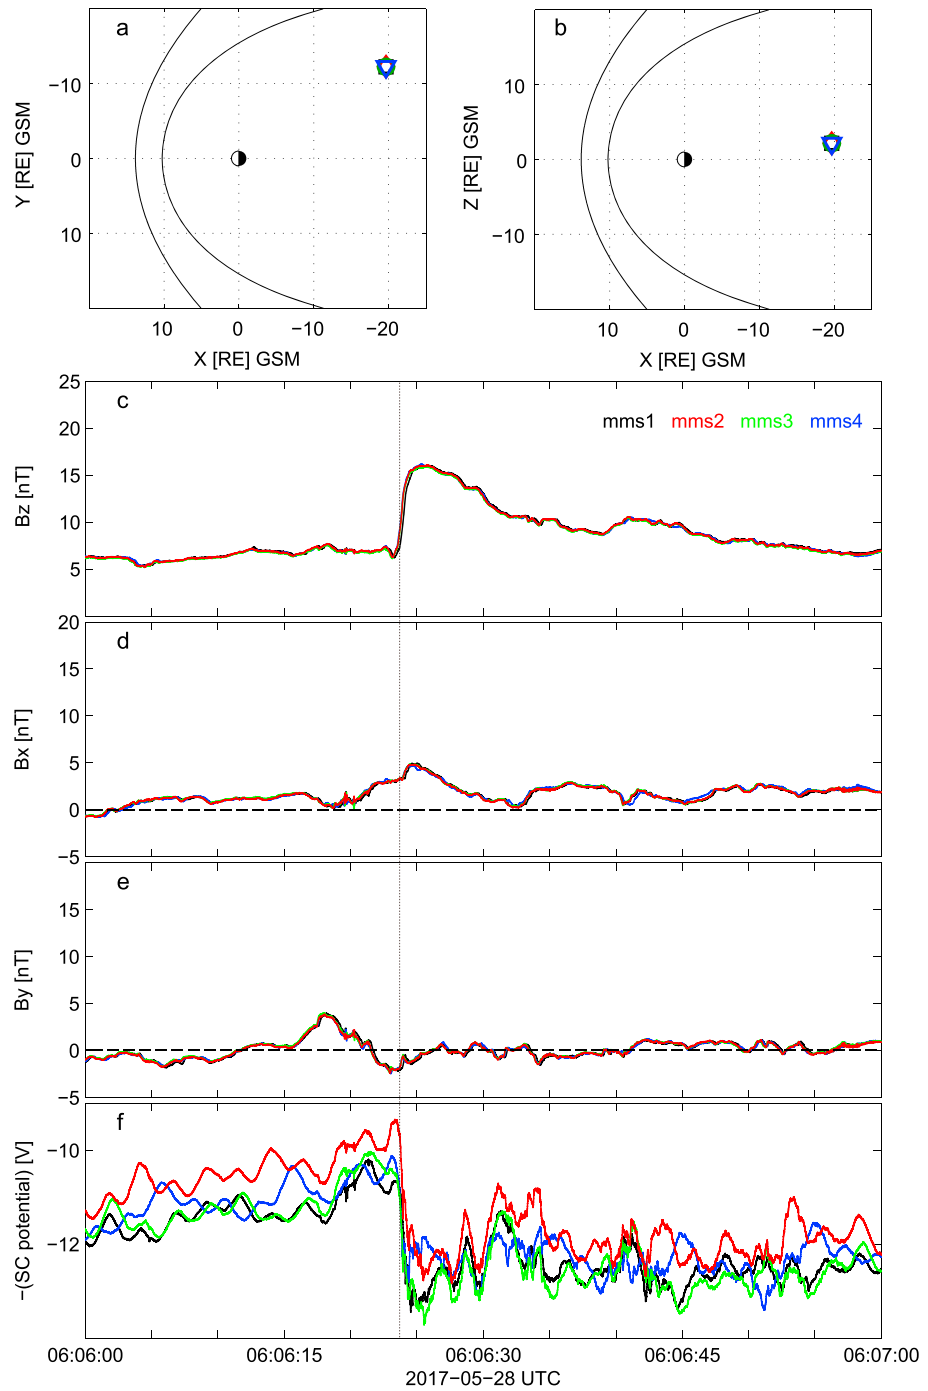 a
b
−10
0
10
Y [RE] GSM
10
0
−10
−20
X [RE] GSM
10
0
−10
Z [RE] GSM
10
0
−10
−20
X [RE] GSM
c
mms1 mms2 mms3 mms4
25
20
15
10
5
Bz [nT]
d
20
15
10
5
0
−5
Bx [nT]
e
15
10
5
0
−5
By [nT]
f
−10
−12
−(SC potential) [V]
06:06:00 06:06:15 06:06:30 06:06:45 06:07:00
2017−05−28 UTC